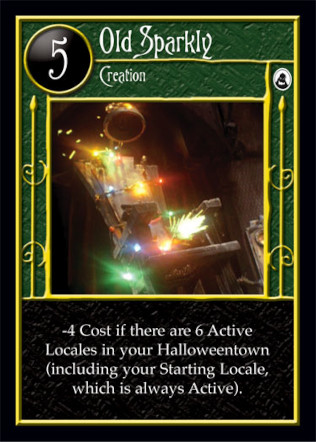 5
Old Sparkly
Creation
-4 Cost if there are 6 Active
Locales in your Halloweentown
(including your Starting Locale,
which is always Active).